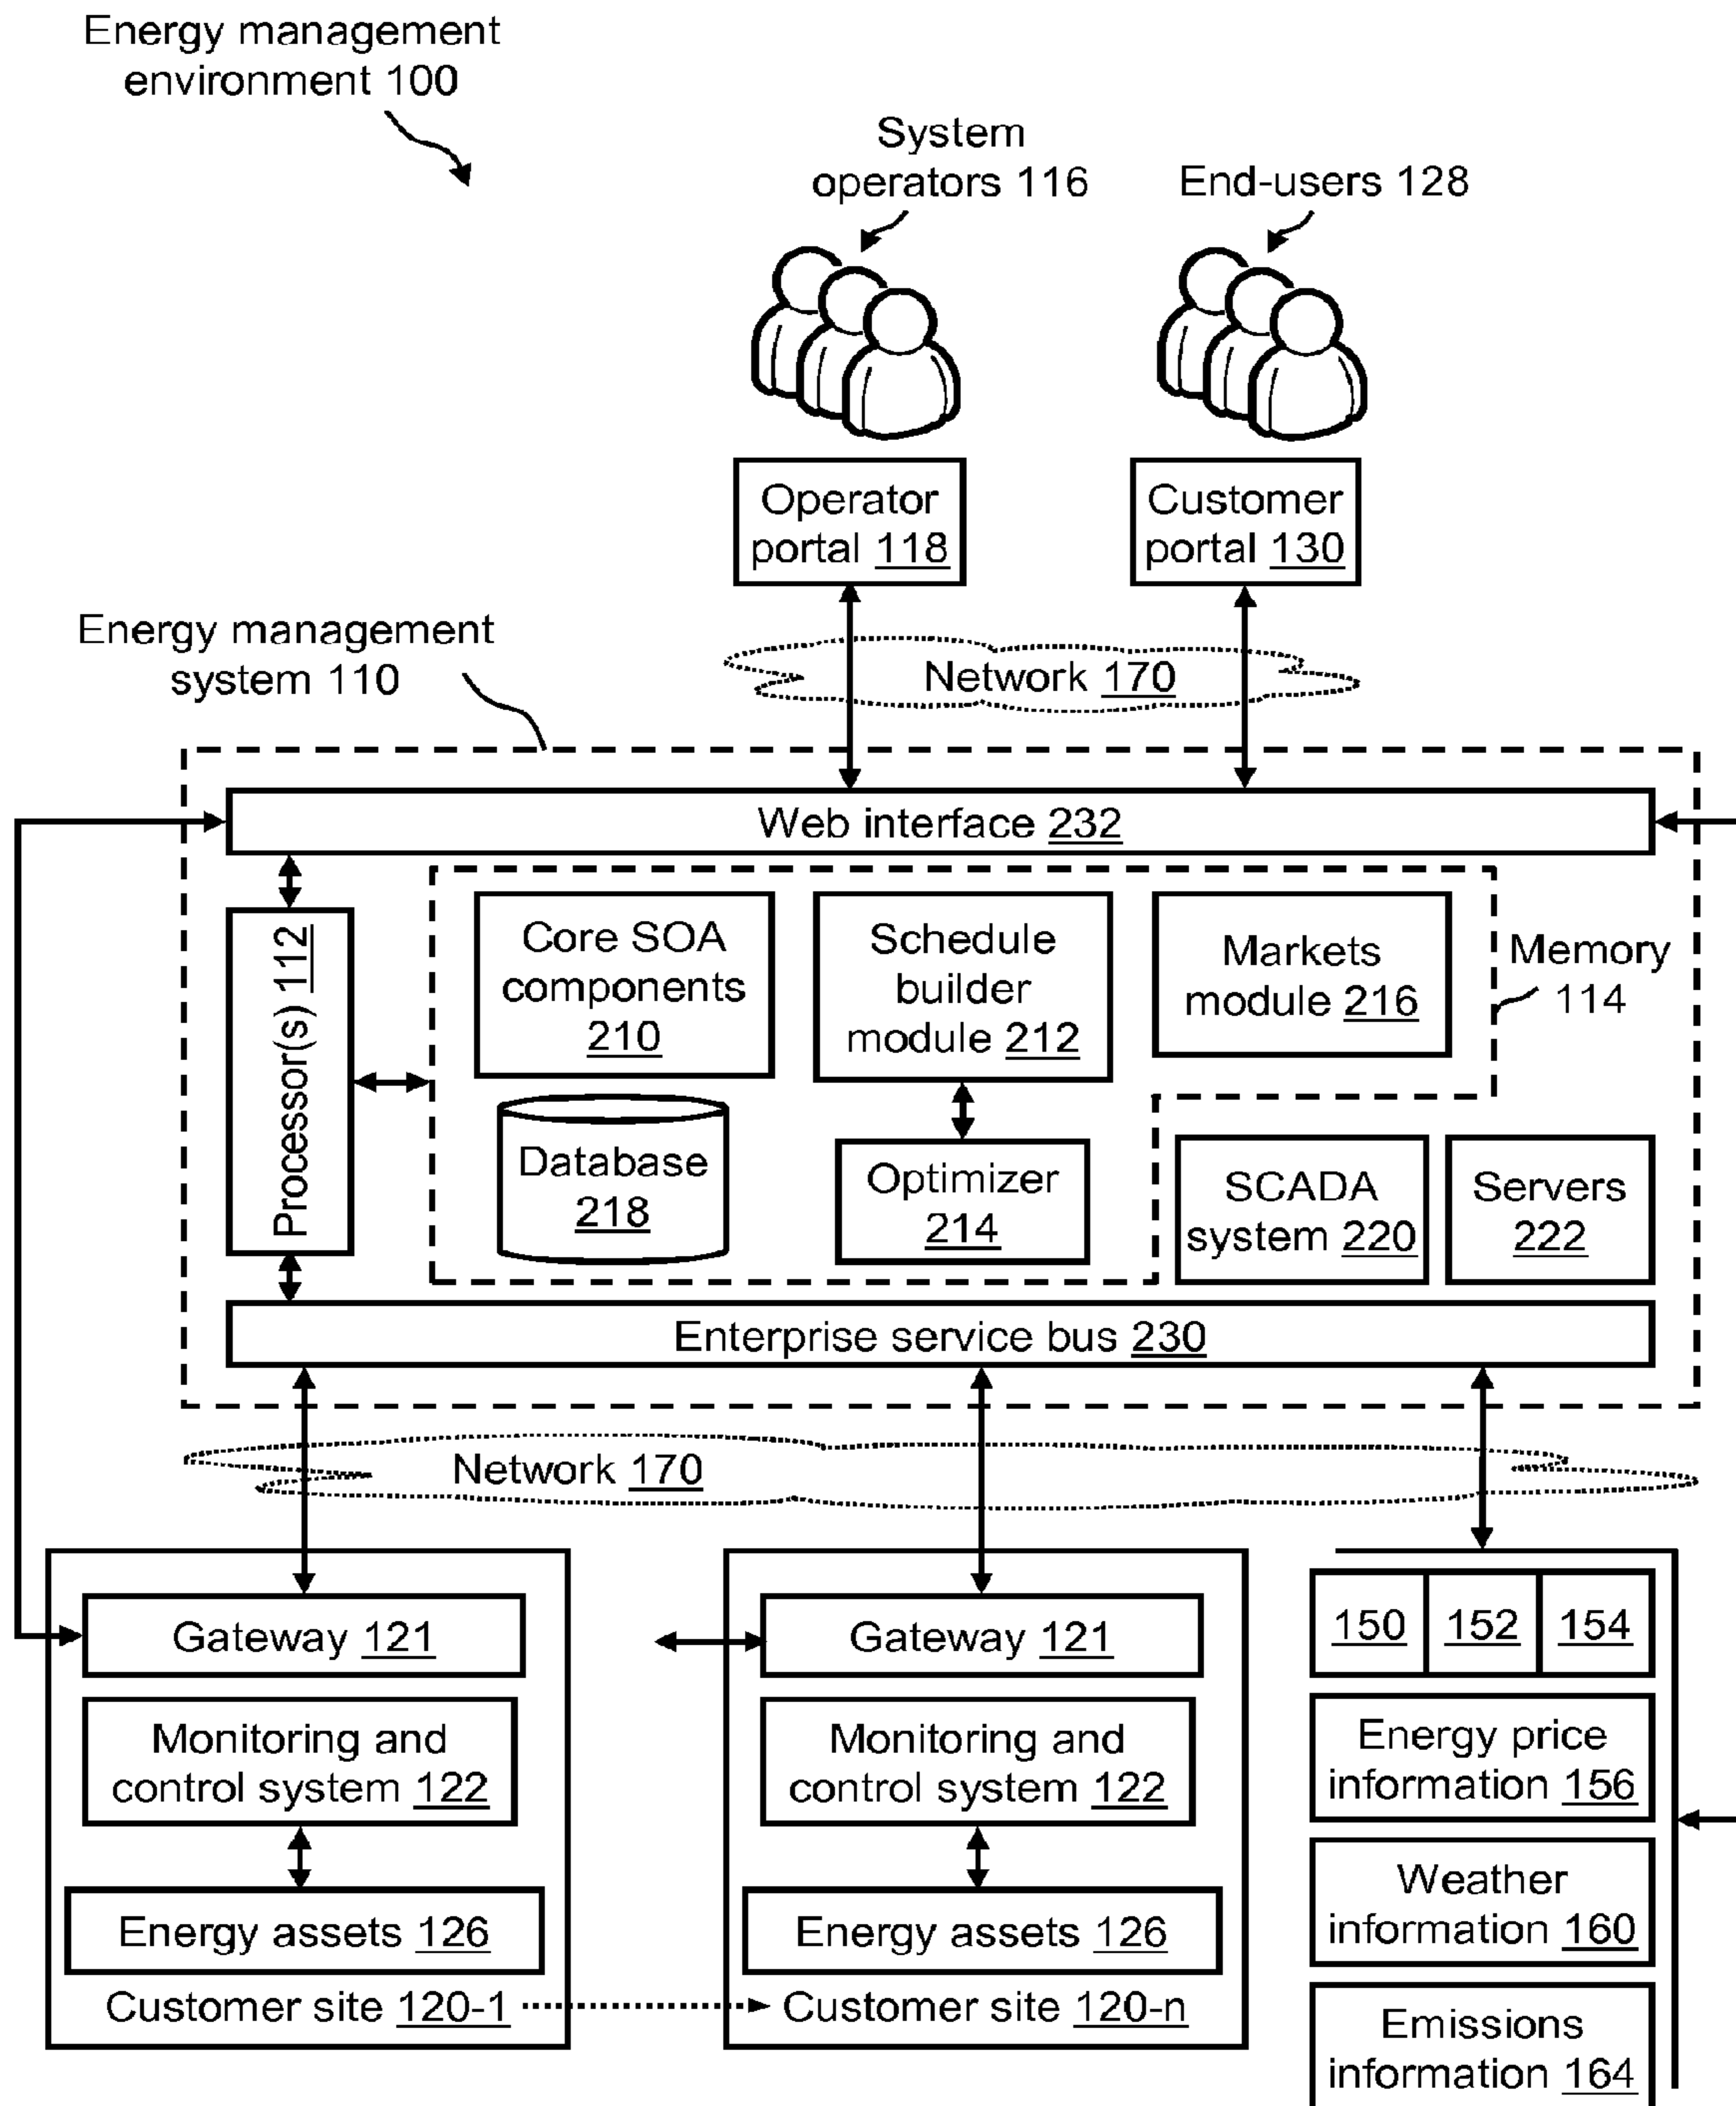 Energy management
environment 100
System
operators 116
End-users 128
Operator
portal 118
Customer
portal 130
Energy management
system 110
Network 170
Web interface 232
Processor(s) 112
Core SOA
components
210
Schedule
builder
module 212
Markets
module 216
Memory
114
Database
218
Optimizer
214
SCADA
system 220
Servers
222
Enterprise service bus 230
Network 170
Gateway 121
Monitoring and
control system 122
Energy assets 126
Customer site 120-1
Gateway 121
Monitoring and
control system 122
Energy assets 126
Customer site 120-n
150 152 154
Energy price
information 156
Weather
information 160
Emissions
information 164